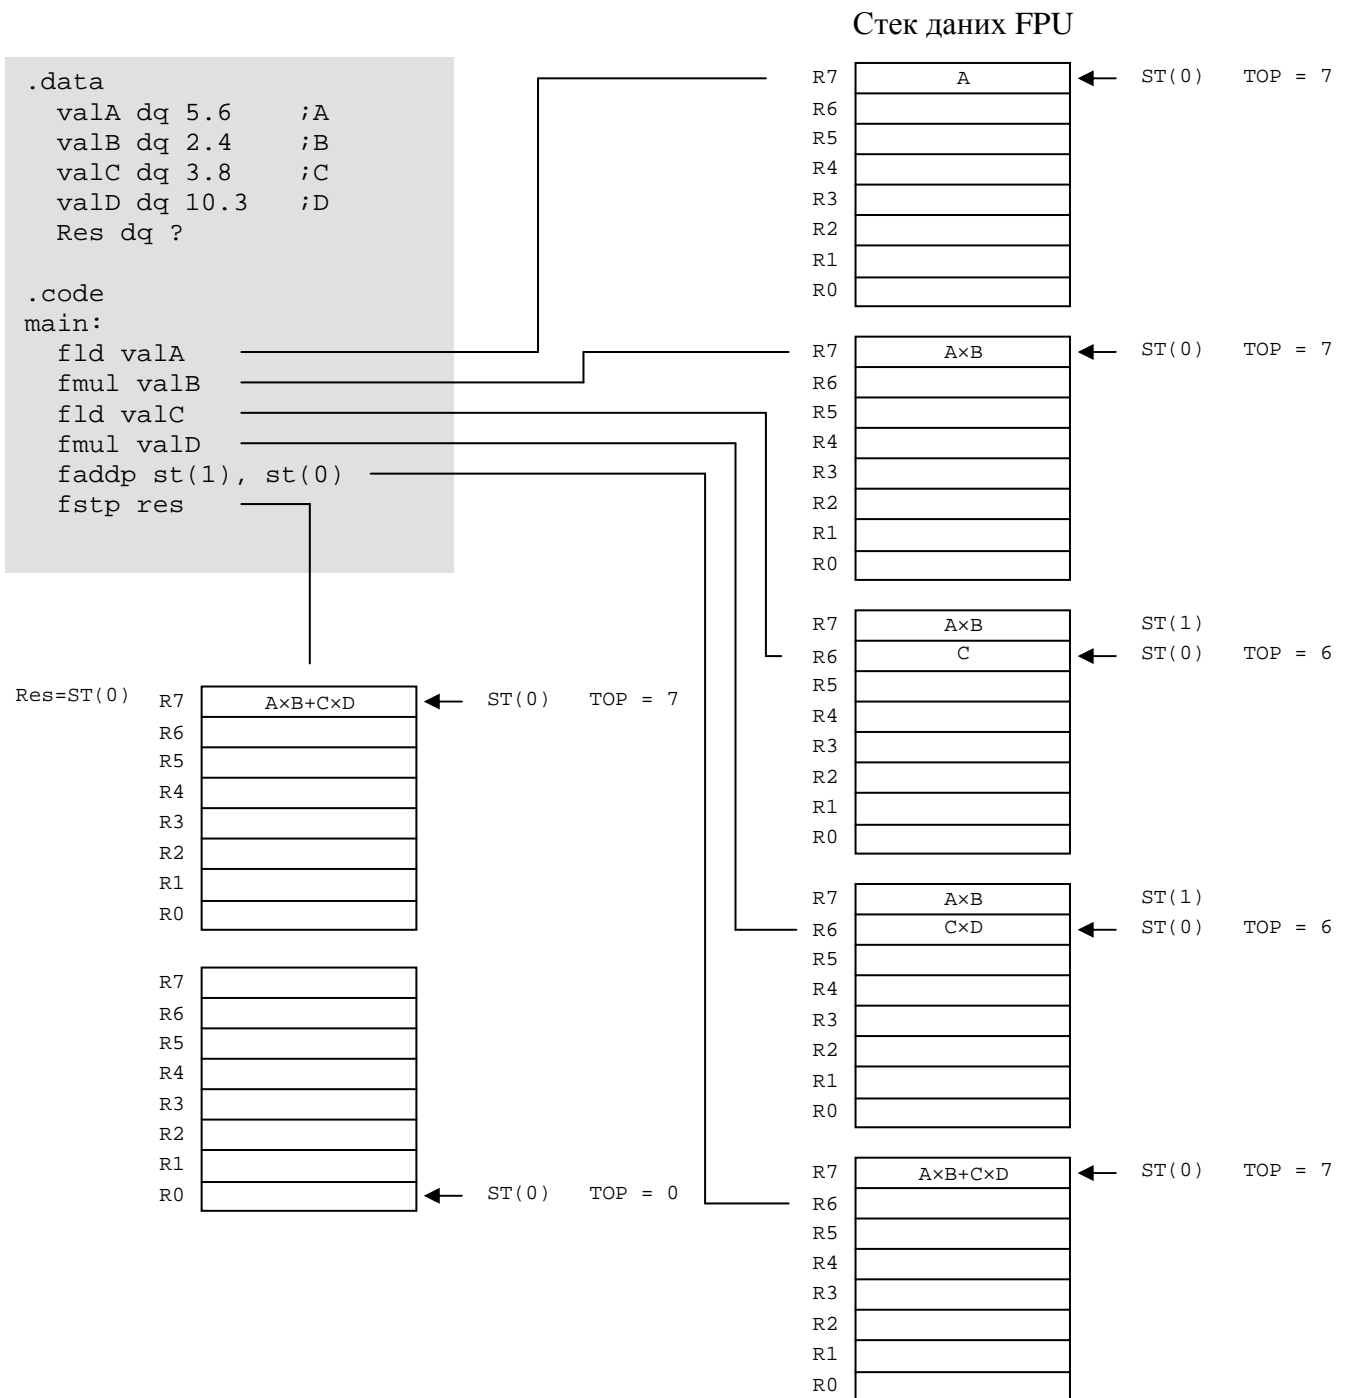 Стек даних FPU
.data
valA dq 5.6 ;A
valB dq 2.4 ;B
valC dq 3.8 ;C
valD dq 10.3 ;D
Res dq ?
.code
main:
fld valA
fmul valB
fld valC
fmul valD
faddp st(1), st(0)
fstp res
R7 A ST(0) TOP = 7
R6
R5
R4
R3
R2
R1
R0
R7 A×B ST(0) TOP = 7
R6
R5
R4
R3
R2
R1
R0
R7 A×B ST(1)
R6 C ST(0) TOP = 6
R5
R4
R3
R2
R1
R0
R7 A×B ST(1)
R6 C×D ST(0) TOP = 6
R5
R4
R3
R2
R1
R0
R7 A×B+C×D ST(0) TOP = 7
R6
R5
R4
R3
R2
R1
R0
Res=ST(0) R7 A×B+C×D ST(0) TOP = 7
R6
R5
R4
R3
R2
R1
R0
R7
R6
R5
R4
R3
R2
R1
R0 ST(0) TOP = 0